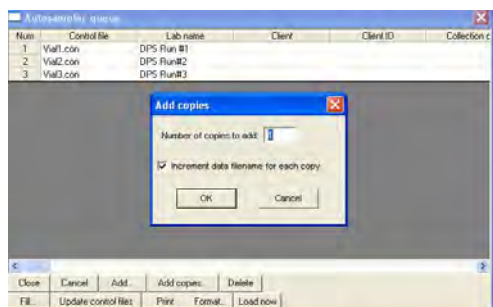 Autosampler queue
Num Control file Lab name Client Client ID Collection c
1 Vial1.con DPS Run #1
2 Vial2.con DPS Run#2
3 Vial3.con DPS Run#3
Add copies
Number of copies to add: 1
Increment data filename for each copy
OK Cancel
Close Cancel Add... Add copies... Delete
Fill... Update control files Print Format... Load now